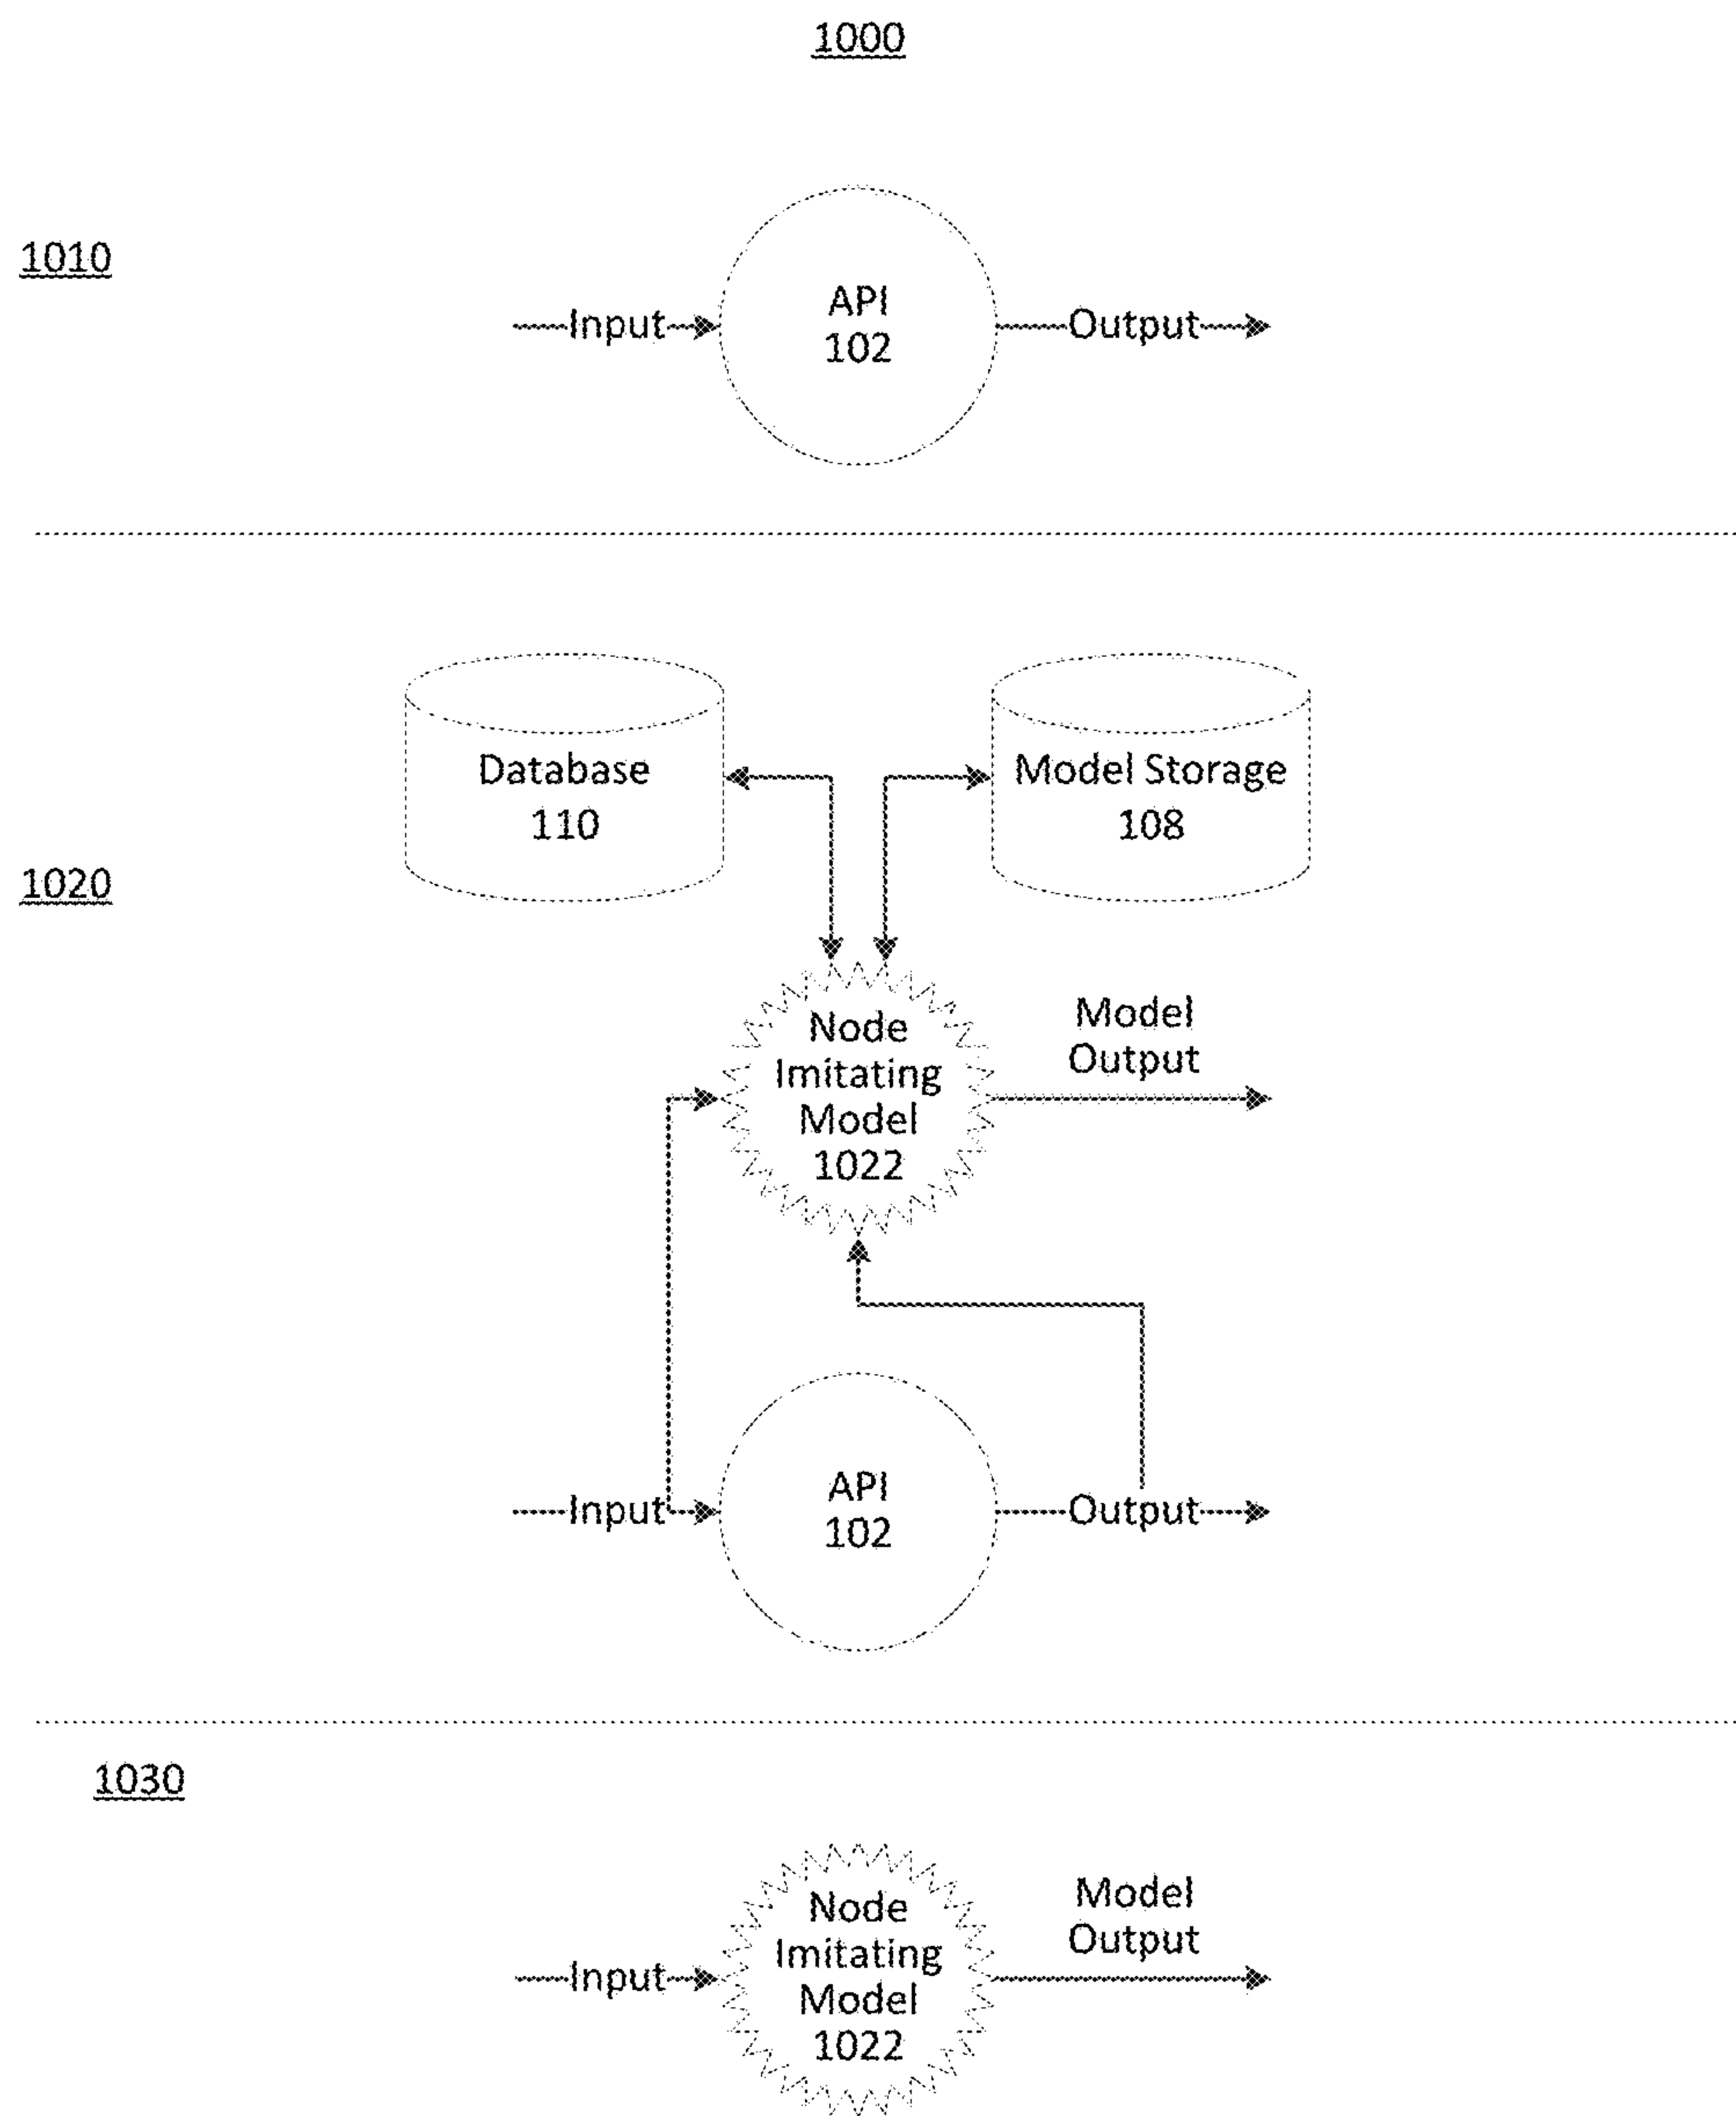 1000
1010
Input
API
102
Output
Database
110
Model Storage
108
1020
Node
Imitating
Model
1022
Model
Output
Input
API
102
Output
1030
Input
Node
Imitating
Model
1022
Model
Output